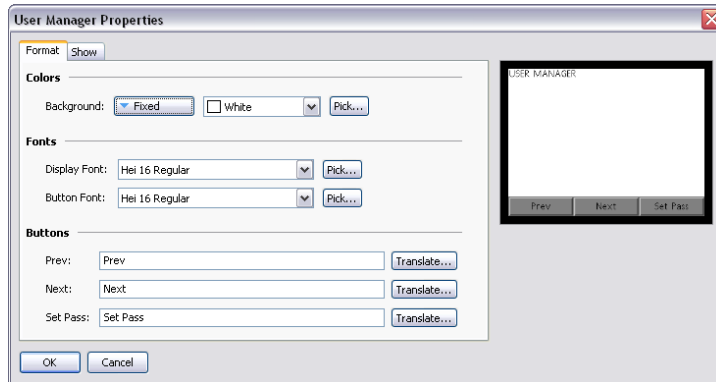 User Manager Properties
Format Show
Colors
Background: Fixed White Pick...
Fonts
Display Font: Hei 16 Regular Pick...
Button Font: Hei 16 Regular Pick...
Buttons
Prev: Prev Translate...
Next: Next Translate...
Set Pass: Set Pass Translate...
OK Cancel
USER MANAGER
Prev Next Set Pass